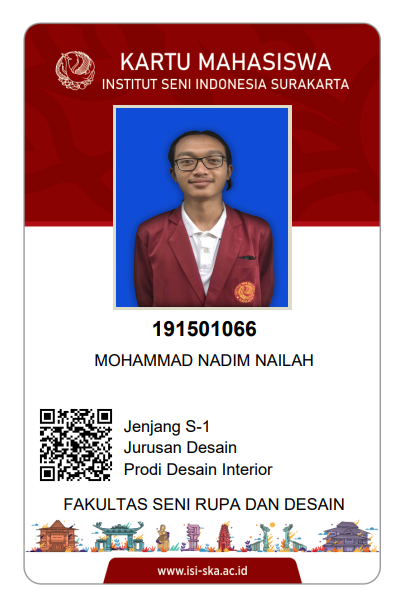 KARTU MAHASISWA
INSTITUT SENI INDONESIA SURAKARTA
191501066
MOHAMMAD NADIM NAILAH
Jenjang S-1
Jurusan Desain
Prodi Desain Interior
FAKULTAS SENI RUPA DAN DESAIN
www.isi-ska.ac.id